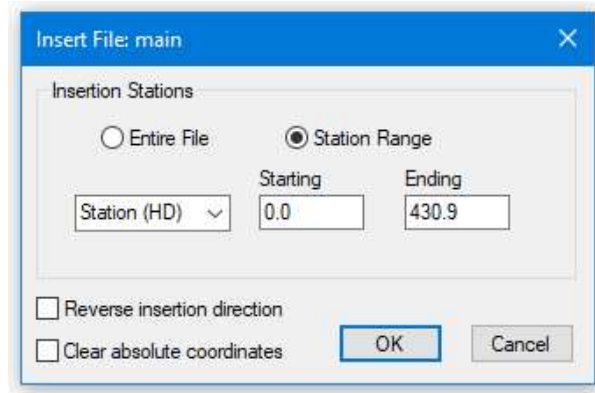 Insert File: main
Insertion Stations
Entire File
Station Range
Starting
Ending
Station (HD)
0.0
430.9
Reverse insertion direction
Clear absolute coordinates
OK
Cancel